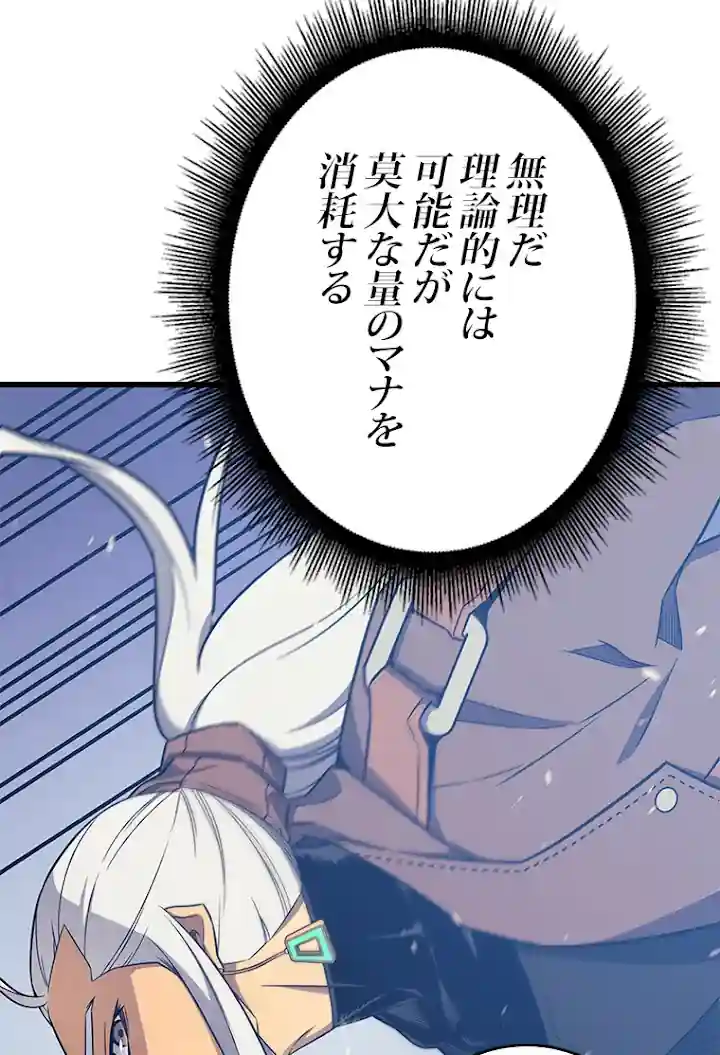 無理だ
理論的には
可能だが
莫大な量のマナを
消耗する